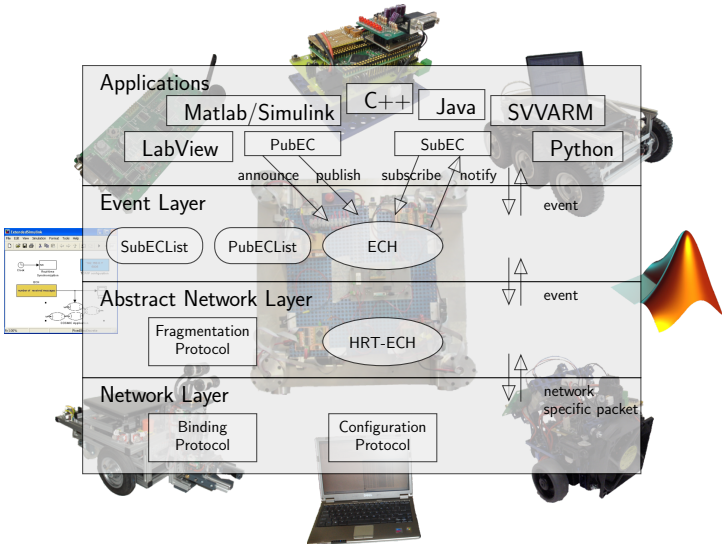 Applications
C++
Matlab/Simulink
Java
SVVARM
LabView
PubEC
SubEC
Python
announce
publish
subscribe
notify
Event Layer
event
SubECList
PubECList
ECH
Abstract Network Layer
event
Fragmentation
Protocol
HRT-ECH
Network Layer
network
specific packet
Binding
Protocol
Configuration
Protocol